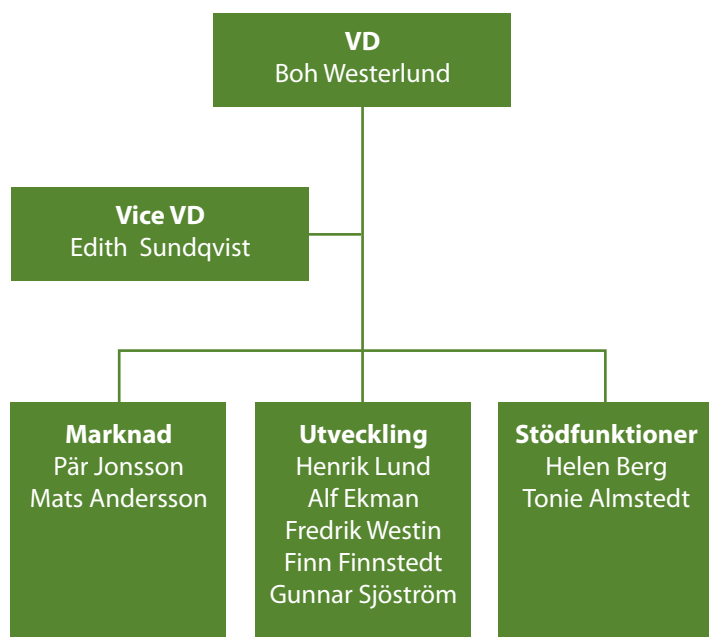 VD
Boh Westerlund
Vice VD
Edith Sundqvist
Marknad
Pär Jonsson
Mats Andersson
Utveckling
Henrik Lund
Alf Ekman
Fredrik Westin
Finn Finnstedt
Gunnar Sjöström
Stödfunktioner
Helen Berg
Tonie Almstedt